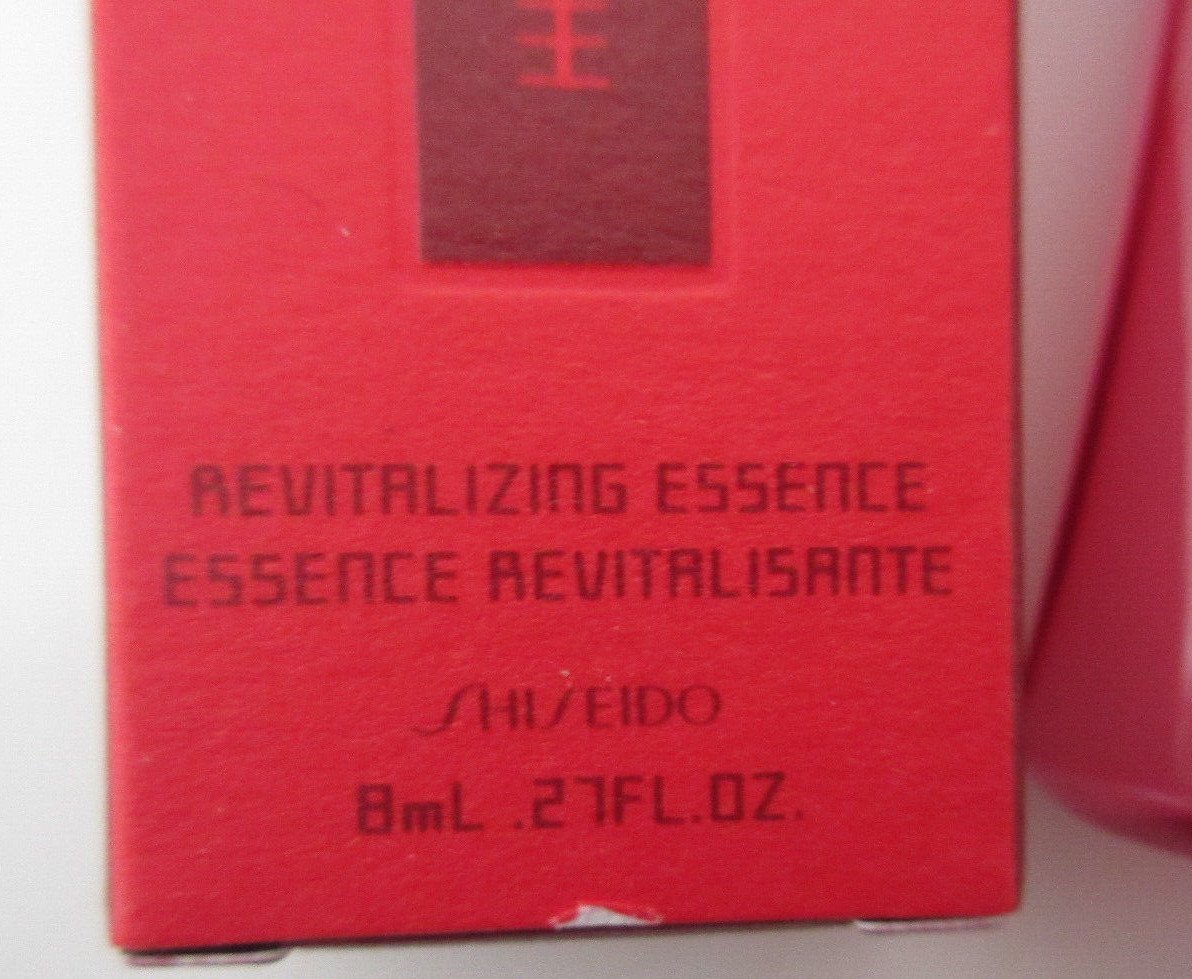 REVITALIZING ESSENCE
ESSENCE REVITALISANTE
SHISEIDO
8mL .27FL.OZ.